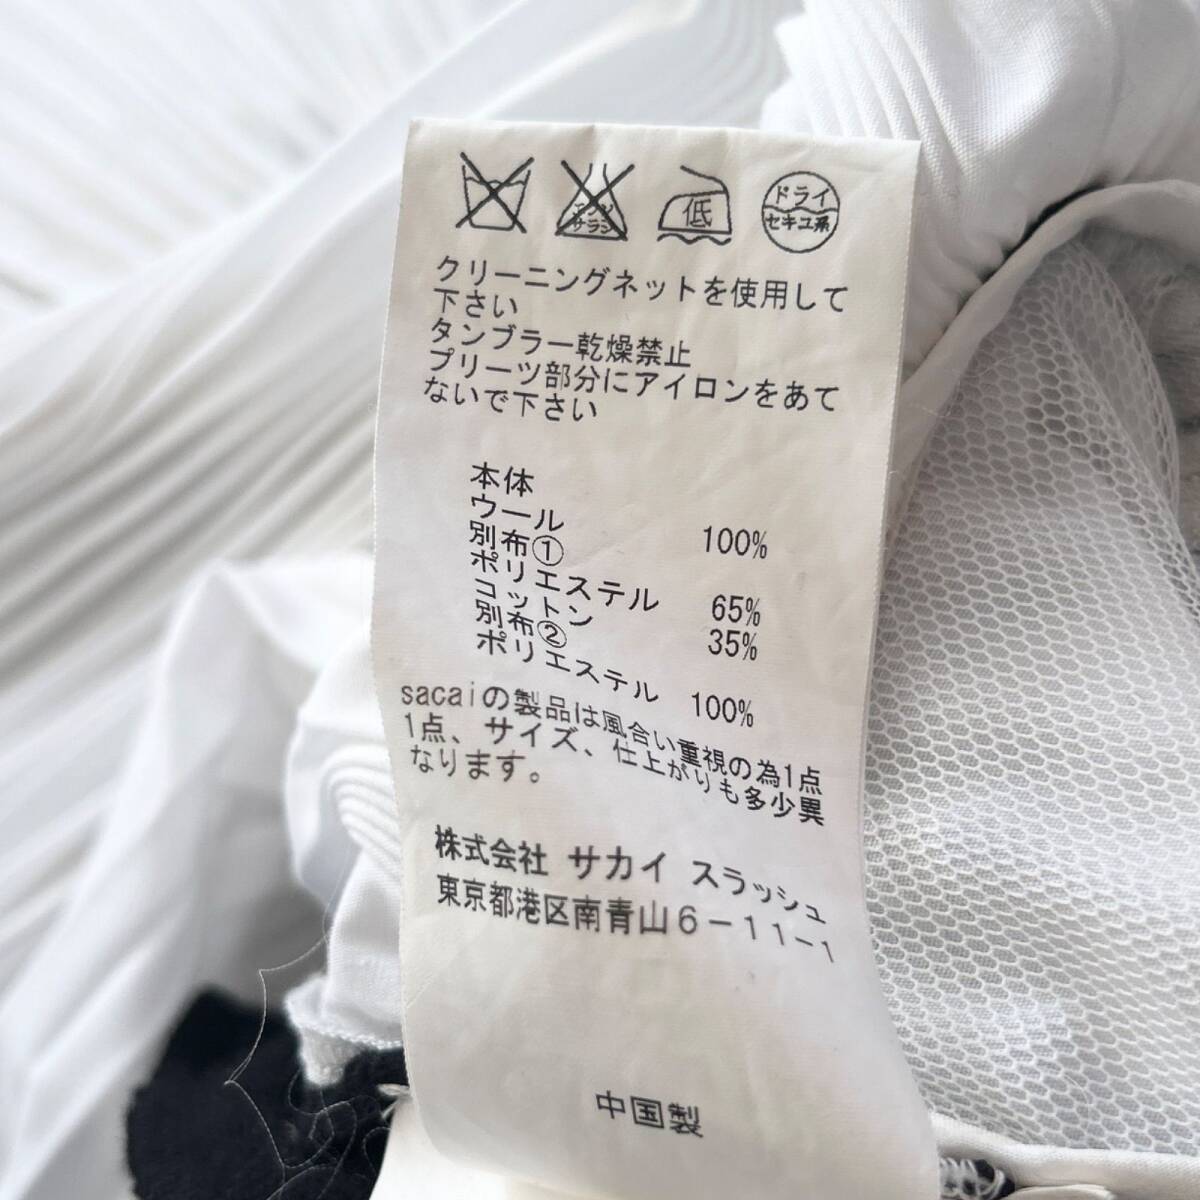 エンソ
サラシ
低
ドライ
セキユ系
クリーニングネットを使用して
下さい
タンブラー乾燥禁止
プリーツ部分にアイロンをあて
ないで下さい
本体
ウール 100%
別布①
ポリエステル 65%
コットン 35%
別布②
ポリエステル 100%
sacaiの製品は風合い重視の為1点
1点、サイズ、仕上がりも多少異
なります。
株式会社 サカイ スラッシュ
東京都港区南青山6-11-1
中国製